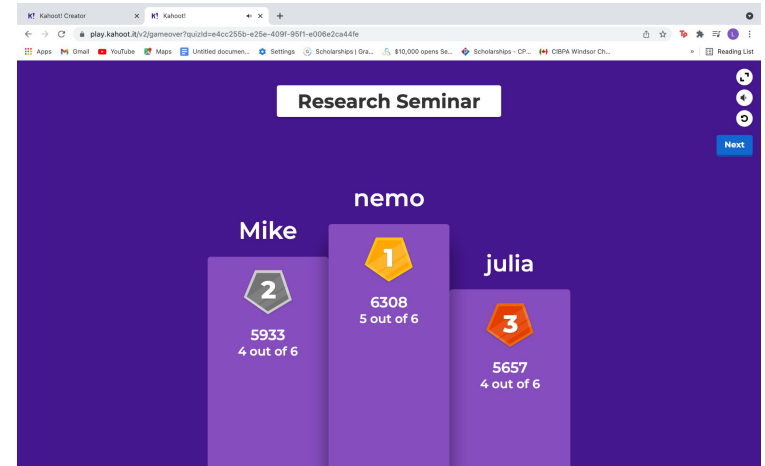 K! Kahoot! Creator
K! Kahoot!
play.kahoot.it/v2/gameover?quizId=e4cc255b-e25e-409f-95f1-e006e2ca44fe
Apps
Gmail
YouTube
Maps
Untitled documen...
Settings
Scholarships | Gra...
$10,000 opens Se...
Scholarships - CP...
CIBPA Windsor Ch...
»
Reading List
Research Seminar
Next
nemo
Mike
julia
1
6308
5 out of 6
2
5933
4 out of 6
3
5657
4 out of 6